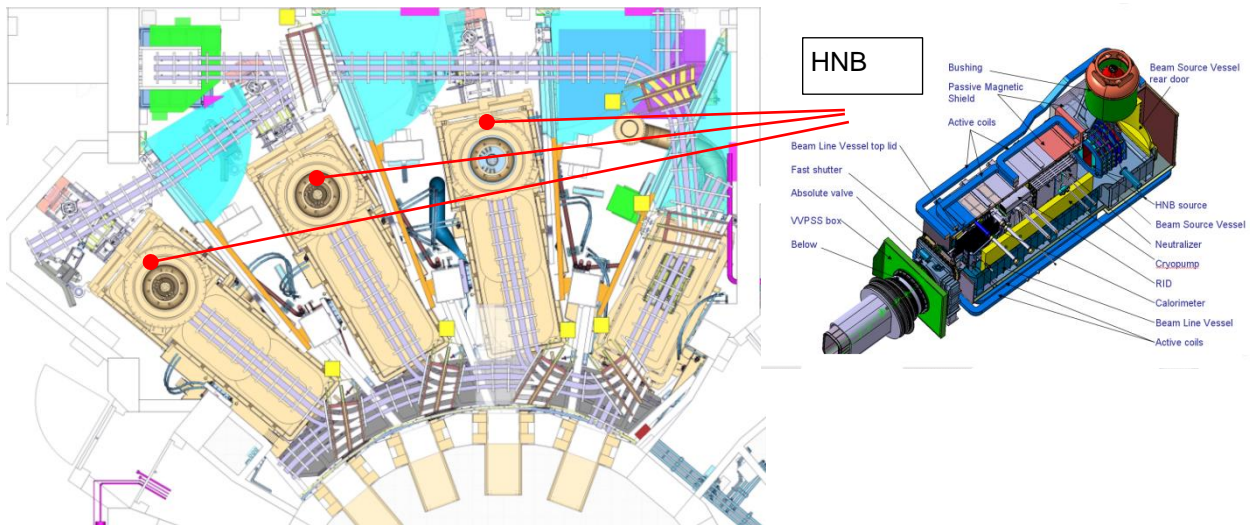 HNB
Bushing
Passive Magnetic
Shield
Active coils
Beam Source Vessel
rear door
Beam Line Vessel top lid
Fast shutter
Absolute valve
VVPSS box
Below
HNB source
Beam Source Vessel
Neutralizer
Cryopump
RID
Calorimeter
Beam Line Vessel
Active coils